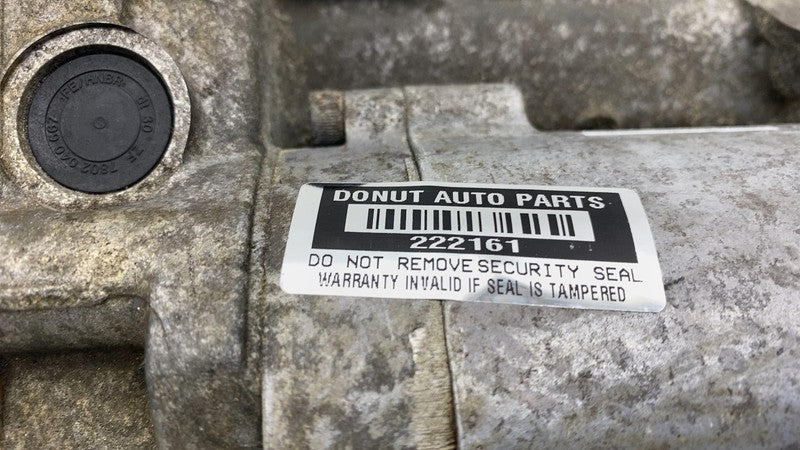 DONUT AUTO PARTS
222161
DO NOT REMOVE SECURITY SEAL
WARRANTY INVALID IF SEAL IS TAMPERED